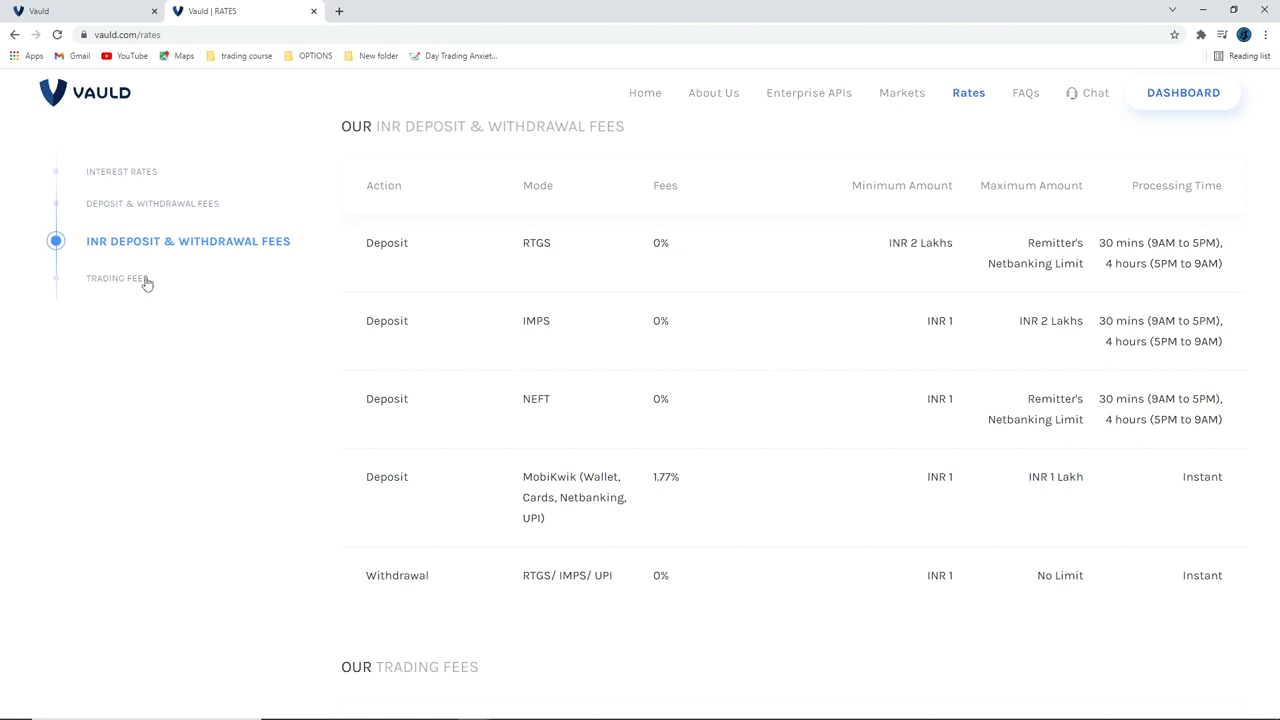 Vauld
Vauld | RATES
vauld.com/rates
Apps Gmail YouTube Maps trading course OPTIONS New folder Day Trading Anxiet... Reading list
VAULD Home About Us Enterprise APIs Markets Rates FAQs Chat DASHBOARD
OUR INR DEPOSIT & WITHDRAWAL FEES
INTEREST RATES
DEPOSIT & WITHDRAWAL FEES
INR DEPOSIT & WITHDRAWAL FEES
TRADING FEES
Action Mode Fees Minimum Amount Maximum Amount Processing Time
Deposit RTGS 0% INR 2 Lakhs Remitter's 30 mins (9AM to 5PM),
Netbanking Limit 4 hours (5PM to 9AM)
Deposit IMPS 0% INR 1 INR 2 Lakhs 30 mins (9AM to 5PM),
4 hours (5PM to 9AM)
Deposit NEFT 0% INR 1 Remitter's 30 mins (9AM to 5PM),
Netbanking Limit 4 hours (5PM to 9AM)
Deposit MobiKwik (Wallet, 1.77% INR 1 INR 1 Lakh Instant
Cards, Netbanking,
UPI)
Withdrawal RTGS/ IMPS/ UPI 0% INR 1 No Limit Instant
OUR TRADING FEES